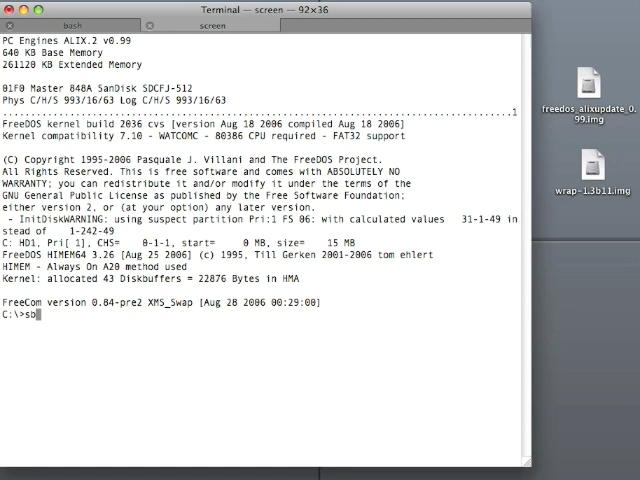 Terminal — screen — 92×36
bash
screen
PC Engines ALIX.2 v0.99
640 KB Base Memory
261120 KB Extended Memory
01F0 Master 848A SanDisk SDCFJ-512
Phys C/H/S 993/16/63 Log C/H/S 993/16/63
...................................................................................1
FreeDOS kernel build 2036 cvs [version Aug 18 2006 compiled Aug 18 2006]
Kernel compatibility 7.10 - WATCOMC - 80386 CPU required - FAT32 support
(C) Copyright 1995-2006 Pasquale J. Villani and The FreeDOS Project.
All Rights Reserved. This is free software and comes with ABSOLUTELY NO
WARRANTY; you can redistribute it and/or modify it under the terms of the
GNU General Public License as published by the Free Software Foundation;
either version 2, or (at your option) any later version.
- InitDiskWARNING: using suspect partition Pri:1 FS 06: with calculated values 31-1-49 in
stead of 1-242-49
C: HD1, Pri[ 1], CHS= 0-1-1, start= 0 MB, size= 15 MB
FreeDOS HIMEM64 3.26 [Aug 25 2006] (c) 1995, Till Gerken 2001-2006 tom ehlert
HIMEM - Always On A20 method used
Kernel: allocated 43 Diskbuffers = 22876 Bytes in HMA
FreeCom version 0.84-pre2 XMS_Swap [Aug 28 2006 00:29:00]
C:\>sb
freedos_alixupdate_0.
99.img
wrap-1.3b11.img